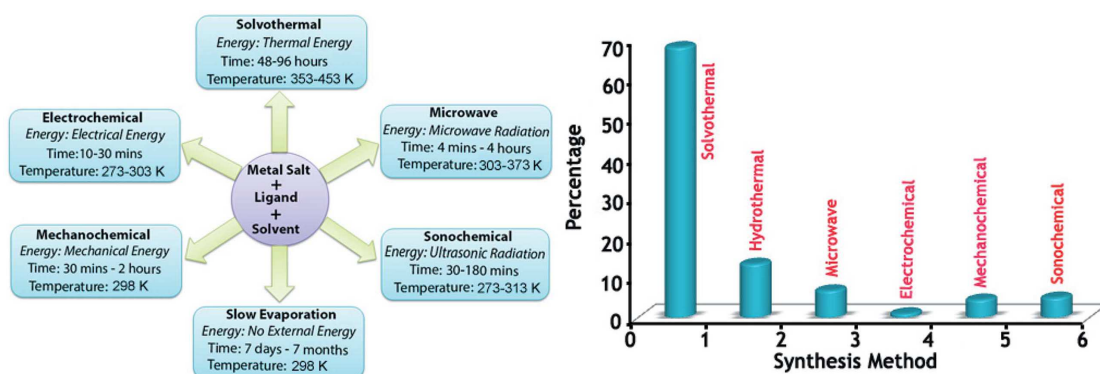 Solvothermal
Energy: Thermal Energy
Time: 48-96 hours
Temperature: 353-453 K
Electrochemical
Energy: Electrical Energy
Time:10-30 mins
Temperature: 273-303 K
Microwave
Energy: Microwave Radiation
Time: 4 mins - 4 hours
Temperature: 303-373 K
Metal Salt
+
Ligand
+
Solvent
Mechanochemical
Energy: Mechanical Energy
Time: 30 mins - 2 hours
Temperature: 298 K
Sonochemical
Energy: Ultrasonic Radiation
Time: 30-180 mins
Temperature: 273-313 K
Slow Evaporation
Energy: No External Energy
Time: 7 days - 7 months
Temperature: 298 K
Percentage
70
60
50
40
30
20
10
0
Solvothermal
Hydrothermal
Microwave
Electrochemical
Mechanochemical
Sonochemical
0 1 2 3 4 5 6
Synthesis Method